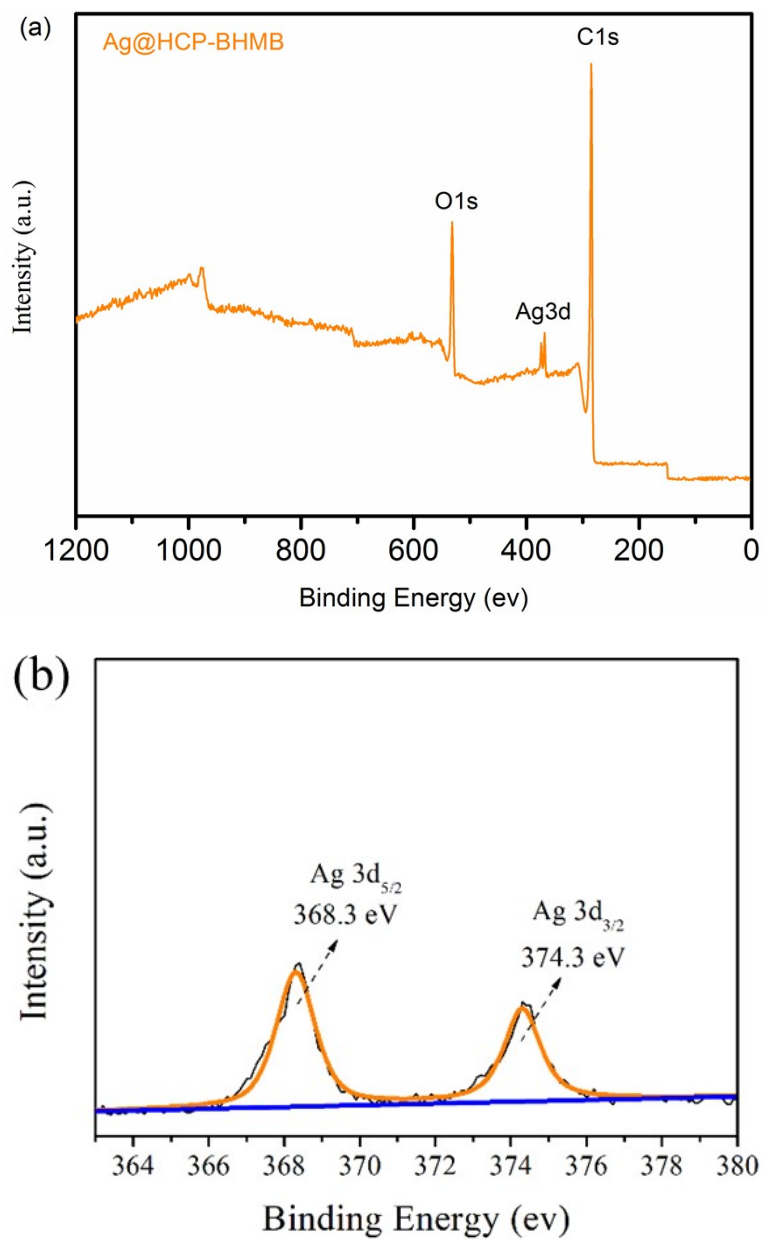 (a)
Ag@HCP-BHMB
C1s
O1s
Ag3d
Intensity (a.u.)
1200 1000 800 600 400 200 0
Binding Energy (ev)
(b)
Ag 3d5/2
368.3 eV
Ag 3d3/2
374.3 eV
Intensity (a.u.)
364 366 368 370 372 374 376 378 380
Binding Energy (ev)